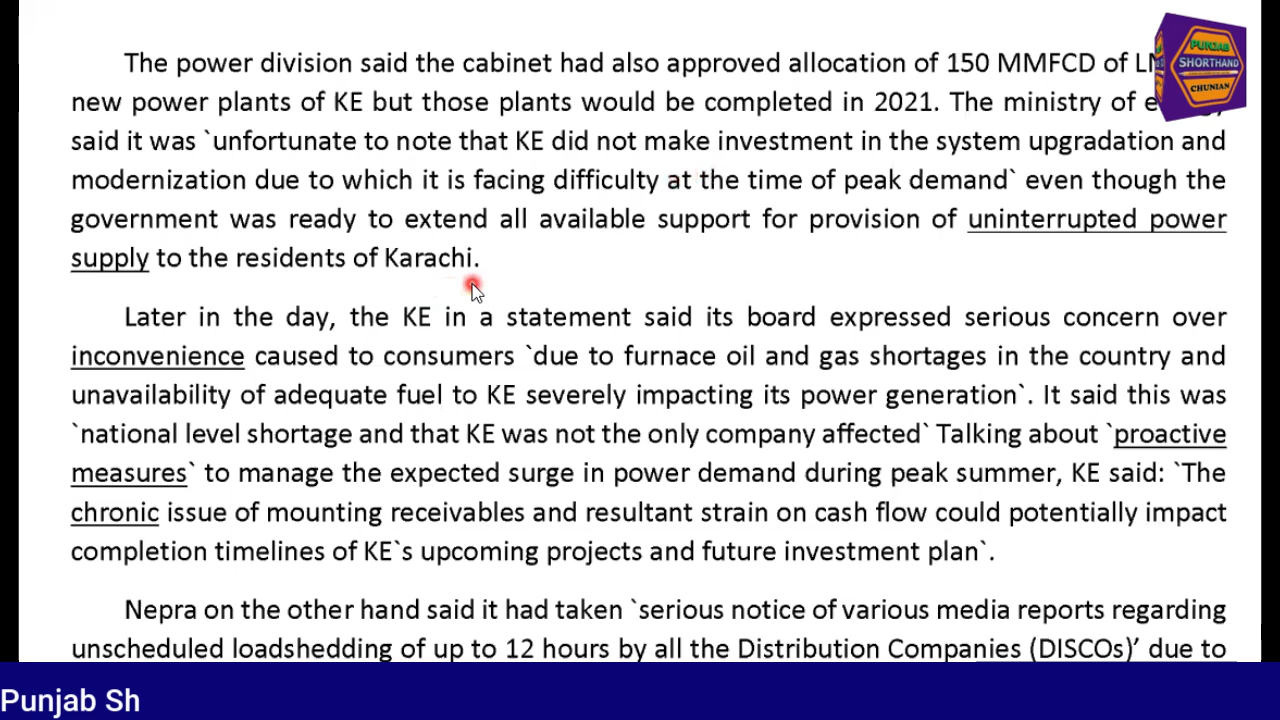 The power division said the cabinet had also approved allocation of 150 MMFCD of
new power plants of KE but those plants would be completed in 2021. The ministry of
said it was `unfortunate to note that KE did not make investment in the system upgradation and
modernization due to which it is facing difficulty at the time of peak demand` even though the
government was ready to extend all available support for provision of uninterrupted power
supply to the residents of Karachi.
Later in the day, the KE in a statement said its board expressed serious concern over
inconvenience caused to consumers `due to furnace oil and gas shortages in the country and
unavailability of adequate fuel to KE severely impacting its power generation`. It said this was
`national level shortage and that KE was not the only company affected` Talking about `proactive
measures` to manage the expected surge in power demand during peak summer, KE said: `The
chronic issue of mounting receivables and resultant strain on cash flow could potentially impact
completion timelines of KE`s upcoming projects and future investment plan`.
Nepra on the other hand said it had taken `serious notice of various media reports regarding
unscheduled loadshedding of up to 12 hours by all the Distribution Companies (DISCOs)’ due to
PUNJAB
SHORTHAND
CHUNIAN
Punjab Sh